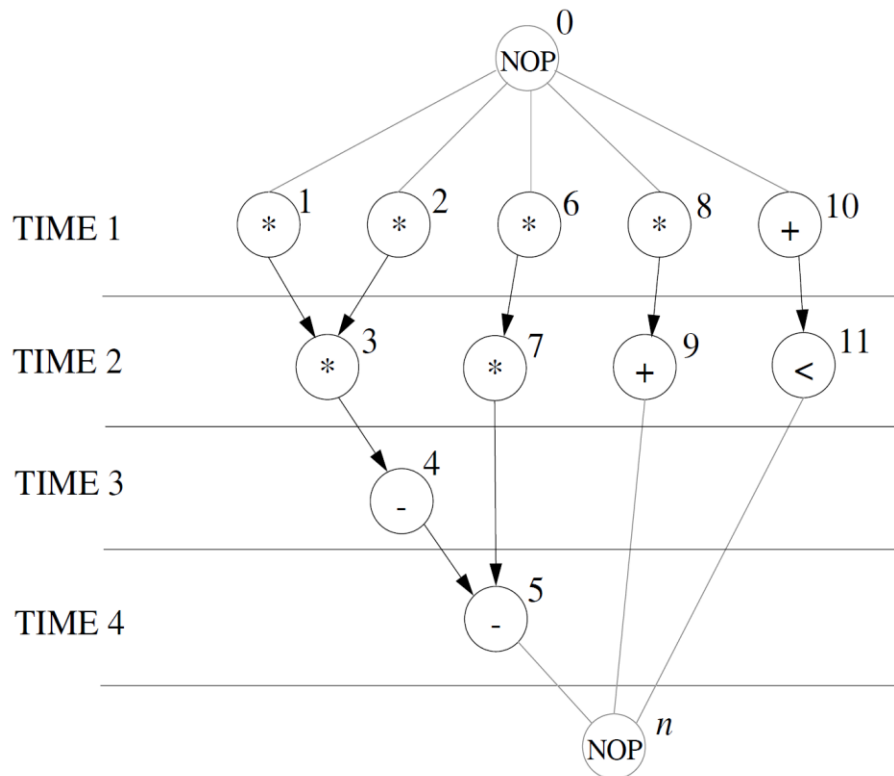 0
NOP
TIME 1
* 1
* 2
* 6
* 8
+ 10
TIME 2
* 3
* 7
+ 9
< 11
TIME 3
- 4
TIME 4
- 5
NOP n